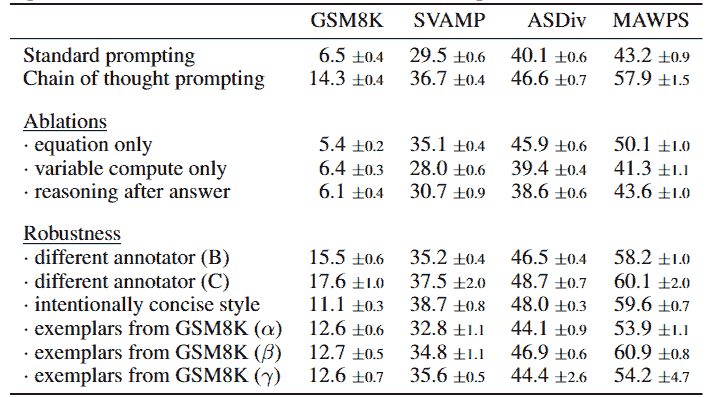 GSM8K SVAMP ASDiv MAWPS
Standard prompting 6.5 ±0.4 29.5 ±0.6 40.1 ±0.6 43.2 ±0.9
Chain of thought prompting 14.3 ±0.4 36.7 ±0.4 46.6 ±0.7 57.9 ±1.5
Ablations
· equation only 5.4 ±0.2 35.1 ±0.4 45.9 ±0.6 50.1 ±1.0
· variable compute only 6.4 ±0.3 28.0 ±0.6 39.4 ±0.4 41.3 ±1.1
· reasoning after answer 6.1 ±0.4 30.7 ±0.9 38.6 ±0.6 43.6 ±1.0
Robustness
· different annotator (B) 15.5 ±0.6 35.2 ±0.4 46.5 ±0.4 58.2 ±1.0
· different annotator (C) 17.6 ±1.0 37.5 ±2.0 48.7 ±0.7 60.1 ±2.0
· intentionally concise style 11.1 ±0.3 38.7 ±0.8 48.0 ±0.3 59.6 ±0.7
· exemplars from GSM8K (α) 12.6 ±0.6 32.8 ±1.1 44.1 ±0.9 53.9 ±1.1
· exemplars from GSM8K (β) 12.7 ±0.5 34.8 ±1.1 46.9 ±0.6 60.9 ±0.8
· exemplars from GSM8K (γ) 12.6 ±0.7 35.6 ±0.5 44.4 ±2.6 54.2 ±4.7